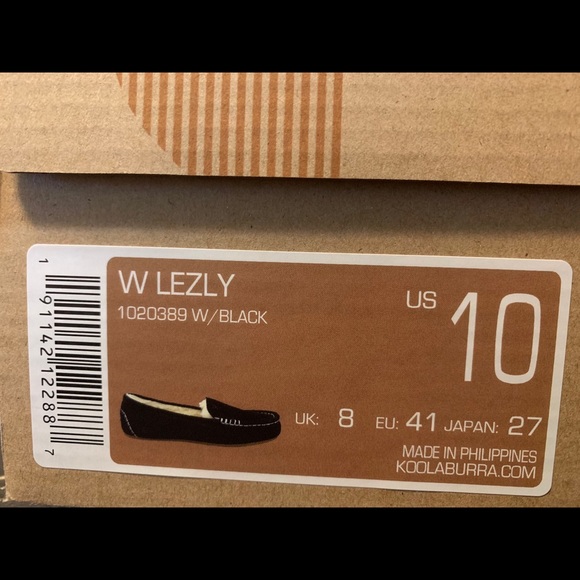 W LEZLY
1020389 W/BLACK
US 10
UK: 8 EU: 41 JAPAN: 27
MADE IN PHILIPPINES
KOOLABURRA.COM
1 91142 12288 7